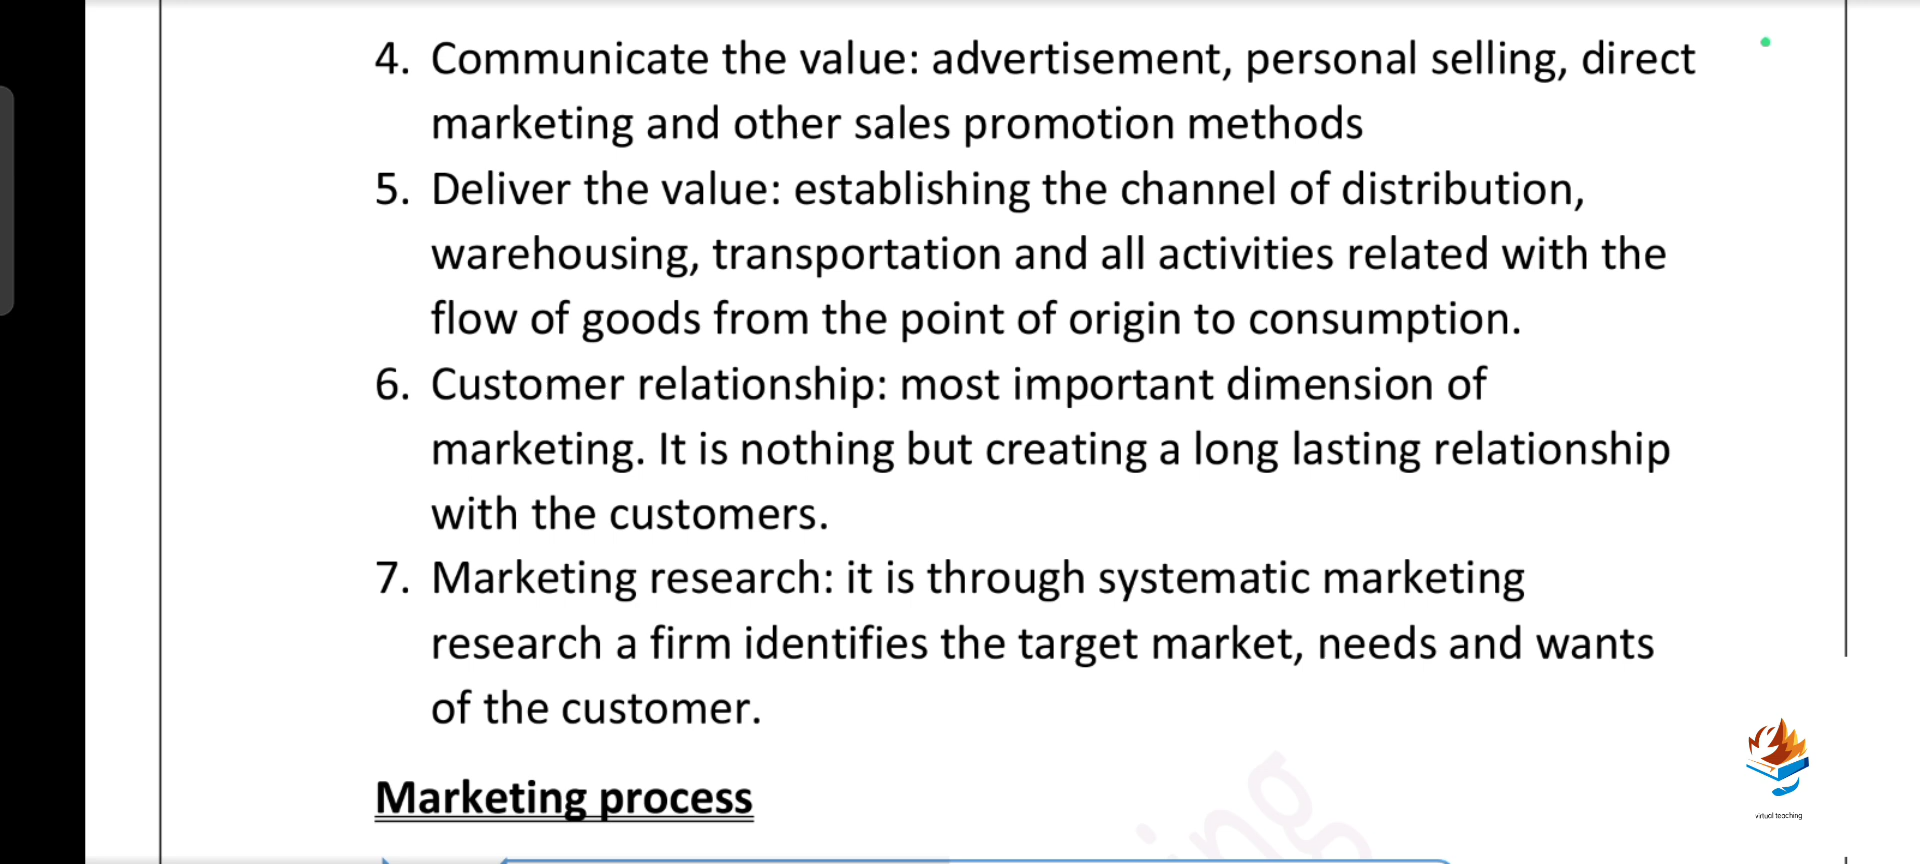 4. Communicate the value: advertisement, personal selling, direct
marketing and other sales promotion methods
5. Deliver the value: establishing the channel of distribution,
warehousing, transportation and all activities related with the
flow of goods from the point of origin to consumption.
6. Customer relationship: most important dimension of
marketing. It is nothing but creating a long lasting relationship
with the customers.
7. Marketing research: it is through systematic marketing
research a firm identifies the target market, needs and wants
of the customer.
Marketing process
ing
virtual teaching